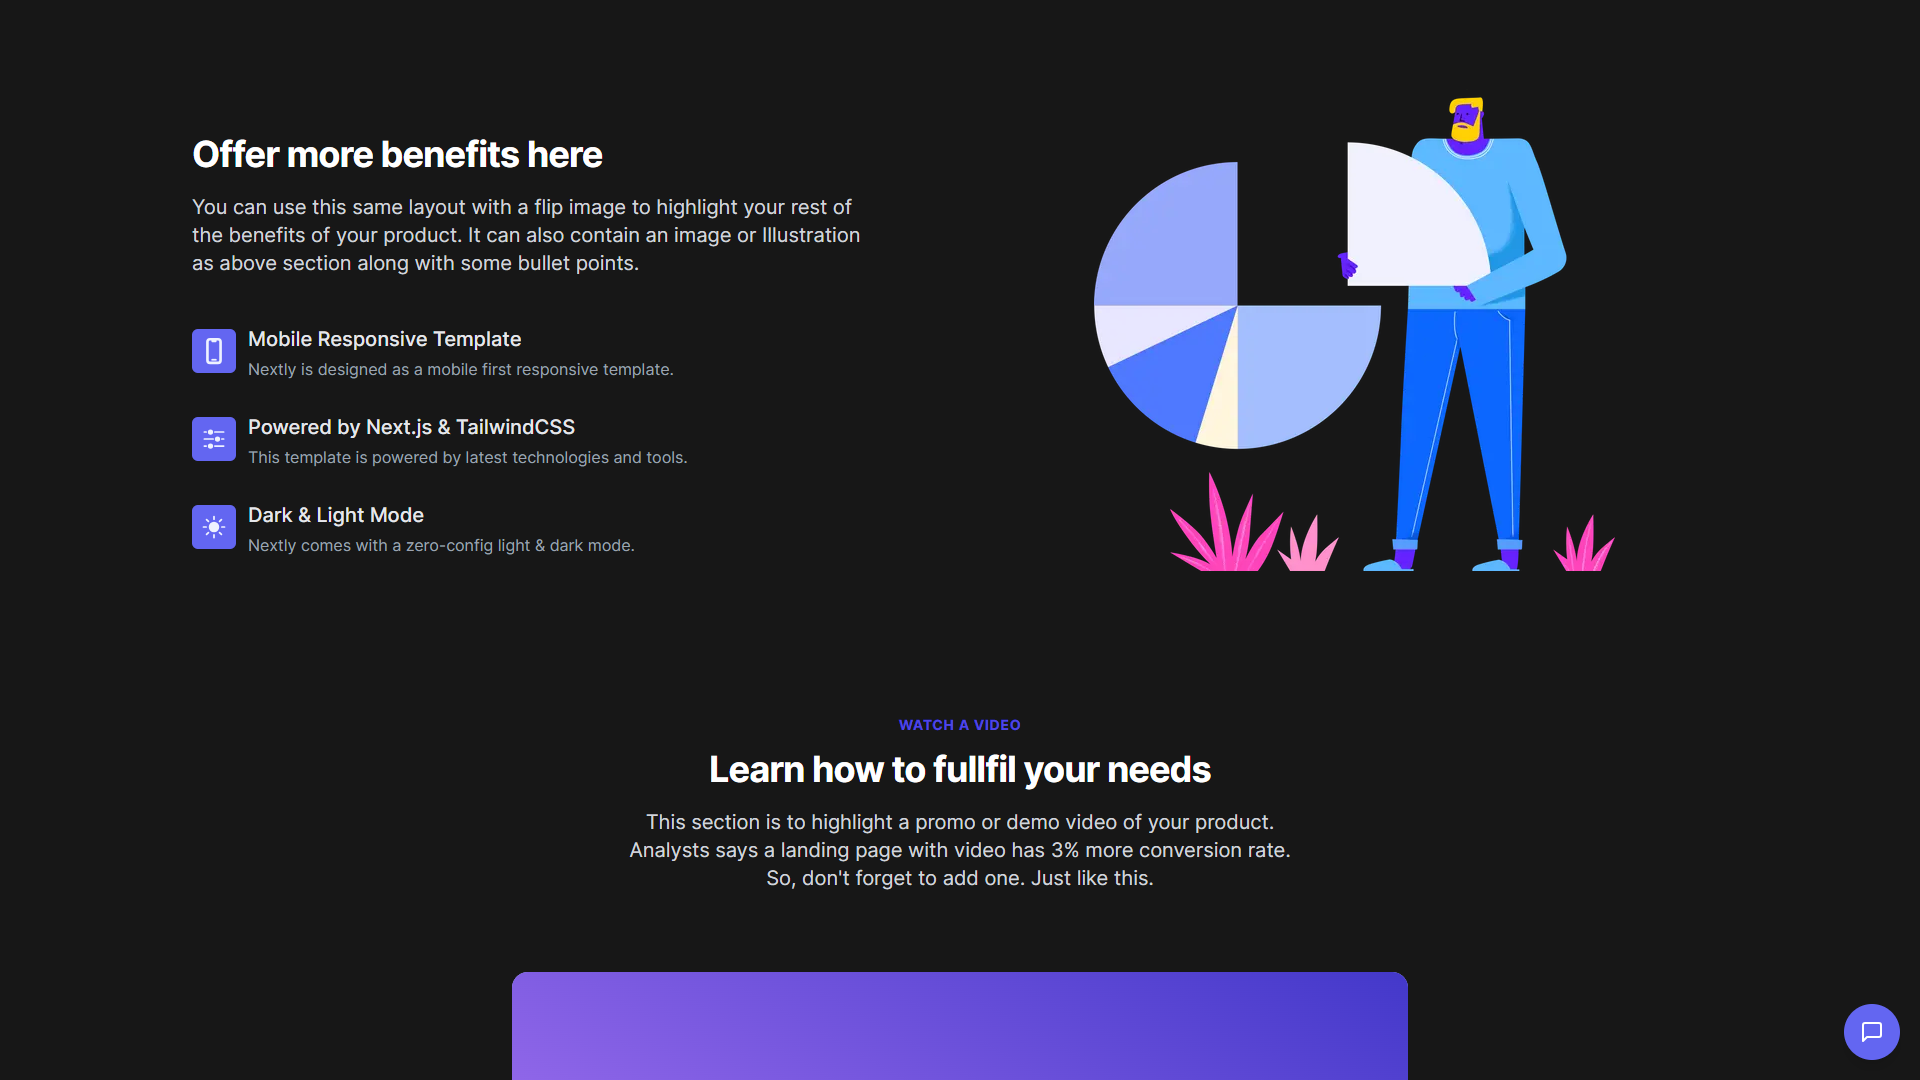 Offer more benefits here
You can use this same layout with a flip image to highlight your rest of
the benefits of your product. It can also contain an image or Illustration
as above section along with some bullet points.
Mobile Responsive Template
Nextly is designed as a mobile first responsive template.
Powered by Next.js & TailwindCSS
This template is powered by latest technologies and tools.
Dark & Light Mode
Nextly comes with a zero-config light & dark mode.
WATCH A VIDEO
Learn how to fullfil your needs
This section is to highlight a promo or demo video of your product.
Analysts says a landing page with video has 3% more conversion rate.
So, don't forget to add one. Just like this.